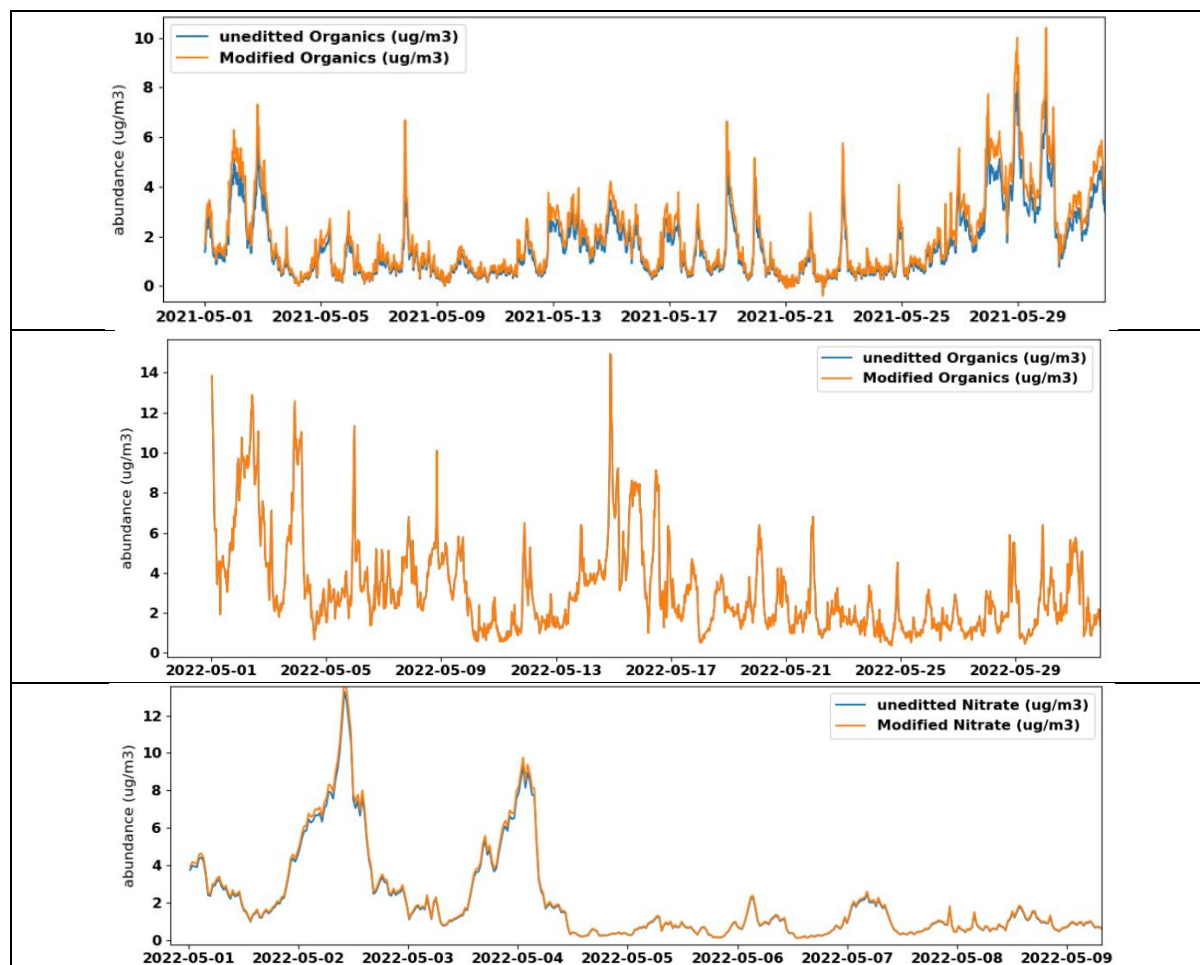 uneditted Organics (ug/m3)
Modified Organics (ug/m3)
abundance (ug/m3)
10
8
6
4
2
0
2021-05-01 2021-05-05 2021-05-09 2021-05-13 2021-05-17 2021-05-21 2021-05-25 2021-05-29
uneditted Organics (ug/m3)
Modified Organics (ug/m3)
abundance (ug/m3)
14
12
10
8
6
4
2
0
2022-05-01 2022-05-05 2022-05-09 2022-05-13 2022-05-17 2022-05-21 2022-05-25 2022-05-29
uneditted Nitrate (ug/m3)
Modified Nitrate (ug/m3)
abundance (ug/m3)
12
10
8
6
4
2
0
2022-05-01 2022-05-02 2022-05-03 2022-05-04 2022-05-05 2022-05-06 2022-05-07 2022-05-08 2022-05-09